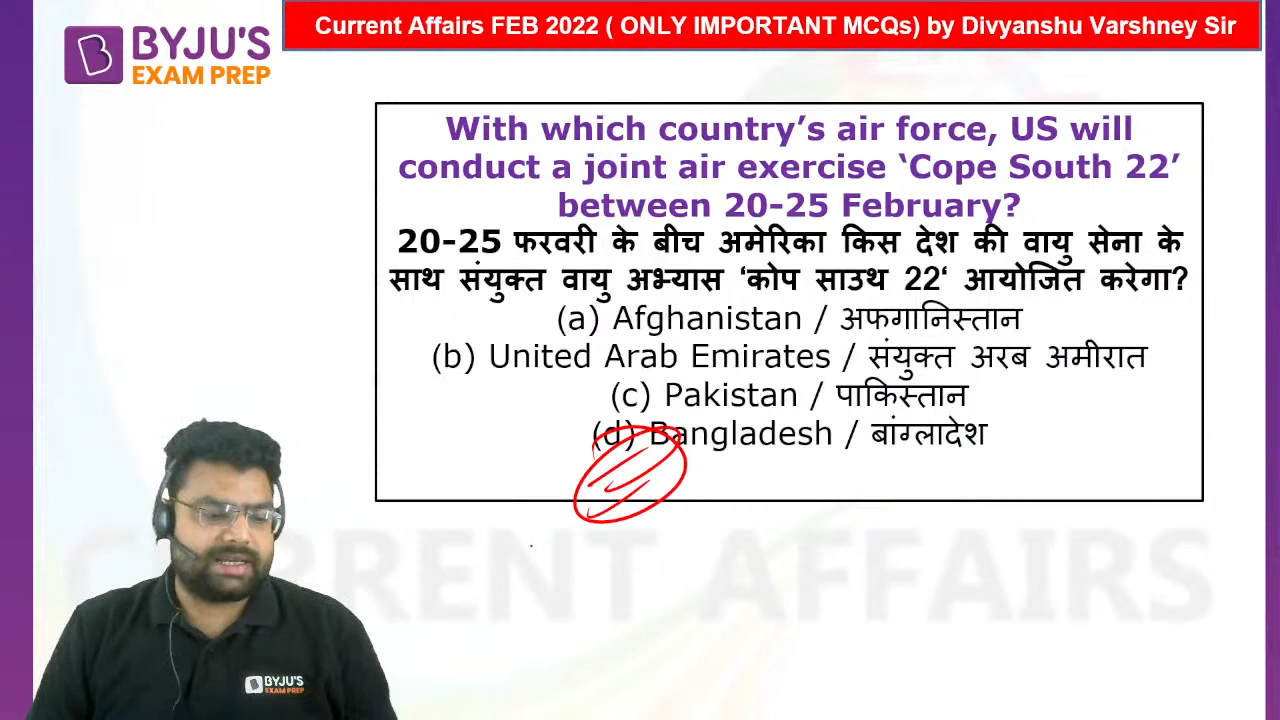 Current Affairs FEB 2022 ( ONLY IMPORTANT MCQs) by Divyanshu Varshney Sir
BYJU'S
EXAM PREP
With which country’s air force, US will
conduct a joint air exercise ‘Cope South 22’
between 20-25 February?
20-25 फरवरी के बीच अमेरिका किस देश की वायु सेना के
साथ संयुक्त वायु अभ्यास ‘कोप साउथ 22‘ आयोजित करेगा?
(a) Afghanistan / अफगानिस्तान
(b) United Arab Emirates / संयुक्त अरब अमीरात
(c) Pakistan / पाकिस्तान
(d) Bangladesh / बांग्लादेश
CURRENT AFFAIRS
BYJU'S
EXAM PREP